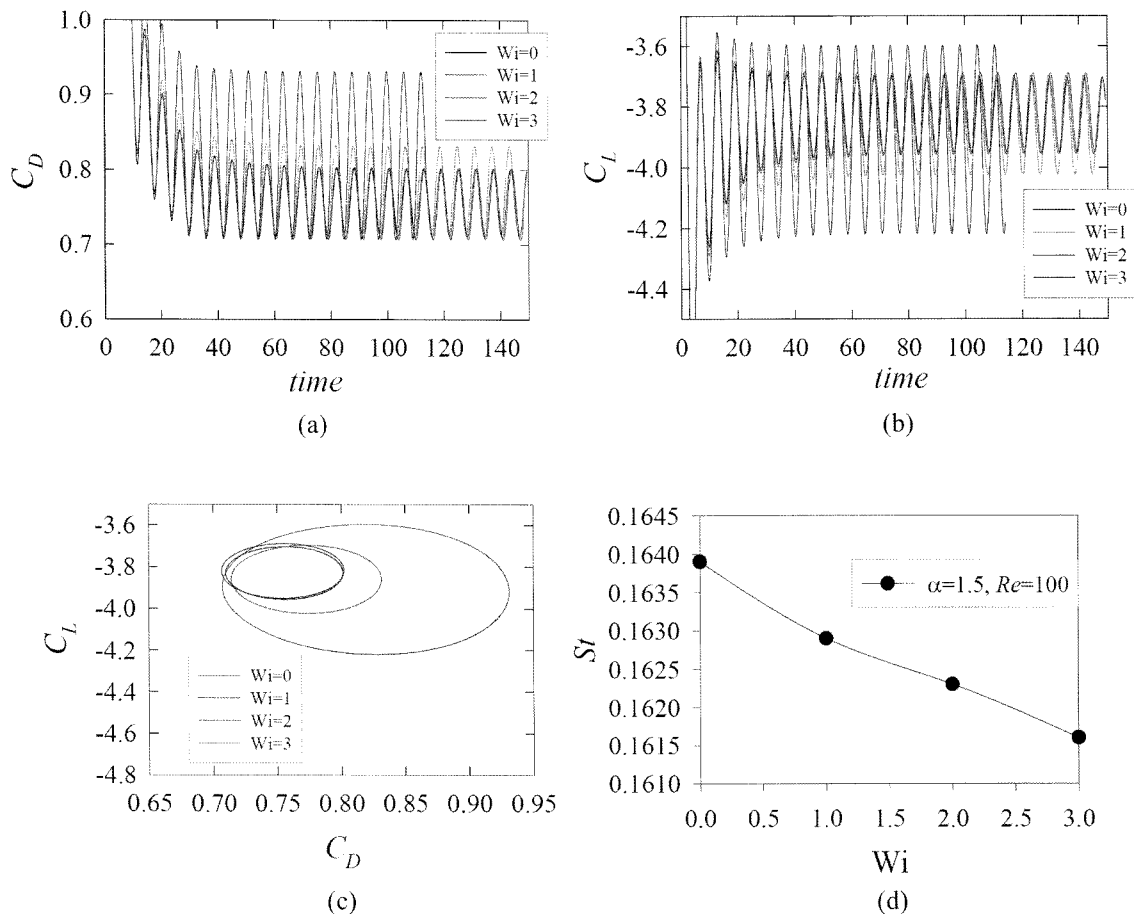 1.0
0.9
0.8
0.7
0.6
C_D
Wi=0
Wi=1
Wi=2
Wi=3
0 20 40 60 80 100 120 140
time
(a)
-3.6
-3.8
-4.0
-4.2
-4.4
C_L
Wi=0
Wi=1
Wi=2
Wi=3
0 20 40 60 80 100 120 140
time
(b)
-3.6
-3.8
-4.0
-4.2
-4.4
-4.6
-4.8
C_L
Wi=0
Wi=1
Wi=2
Wi=3
0.65 0.70 0.75 0.80 0.85 0.90 0.95
C_D
(c)
0.1645
0.1640
0.1635
0.1630
0.1625
0.1620
0.1615
0.1610
St
α=1.5, Re=100
0.0 0.5 1.0 1.5 2.0 2.5 3.0
Wi
(d)